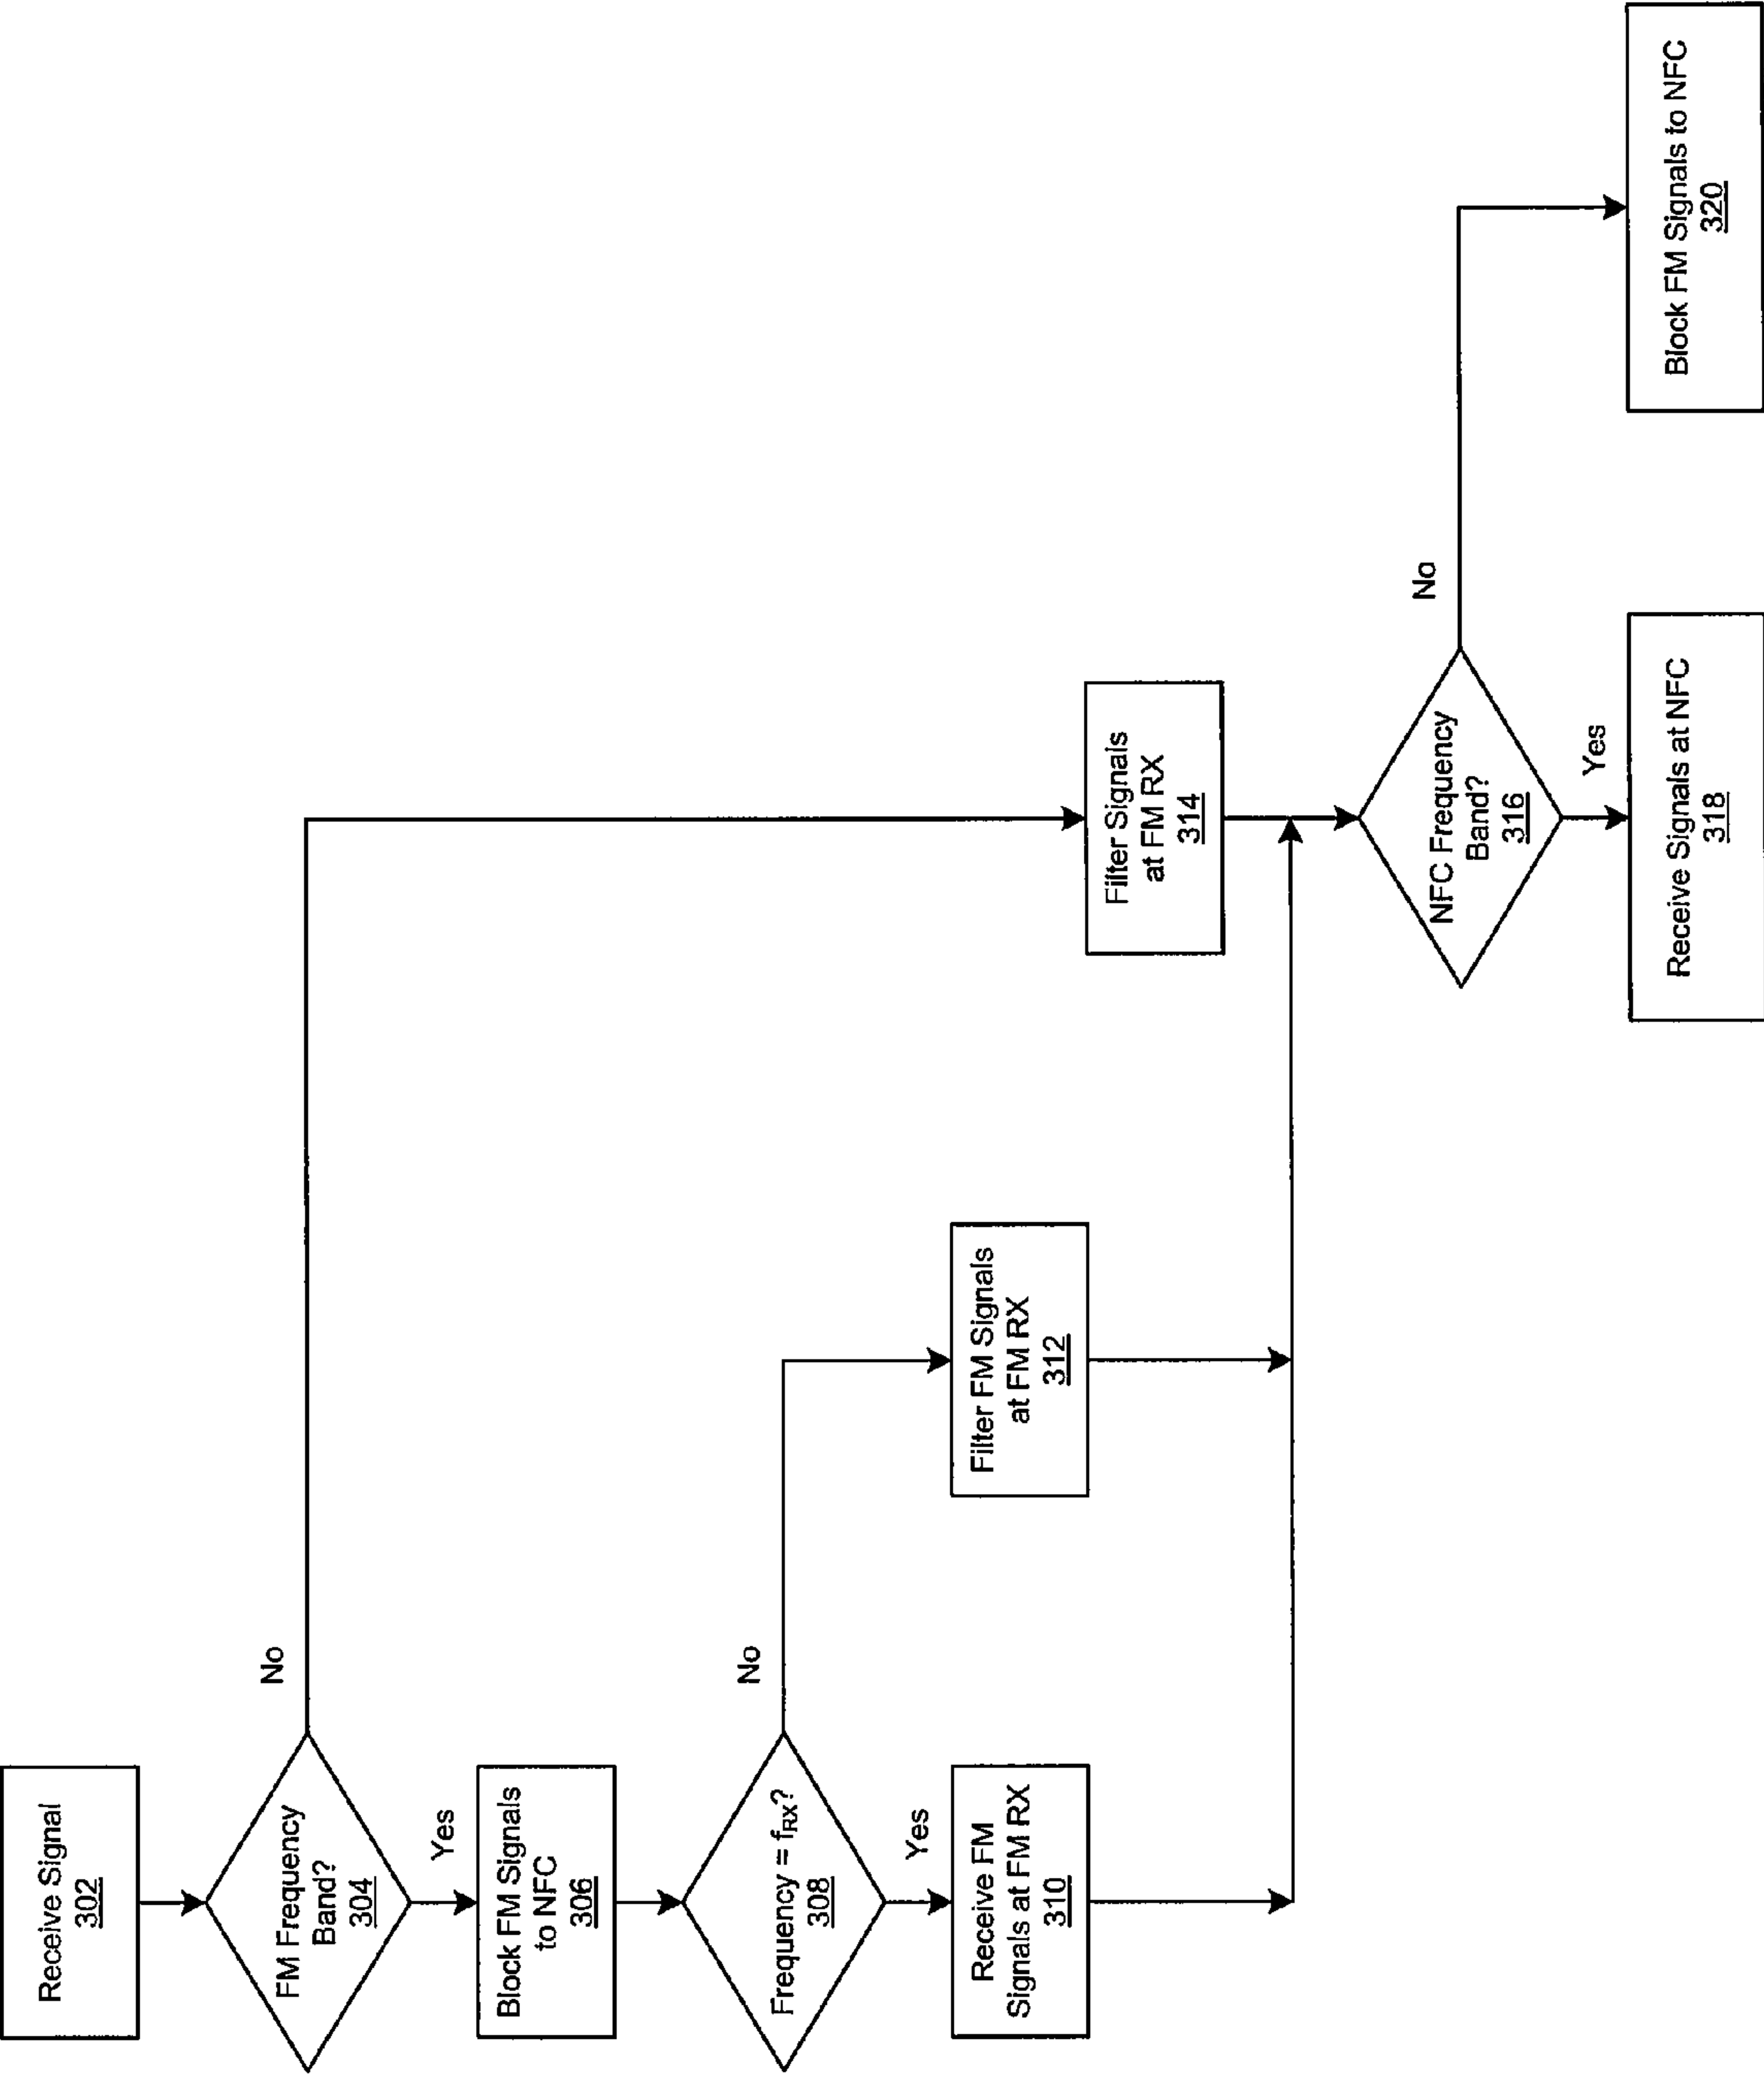 Receive Signal
302
FM Frequency
Band?
304
No
Yes
Block FM Signals
to NFC
306
Frequency = fRX?
308
No
Yes
Receive FM
Signals at FM RX
310
Filter FM Signals
at FM RX
312
Filter Signals
at FM RX
314
NFC Frequency
Band?
316
No
Yes
Receive Signals at NFC
318
Block FM Signals to NFC
320